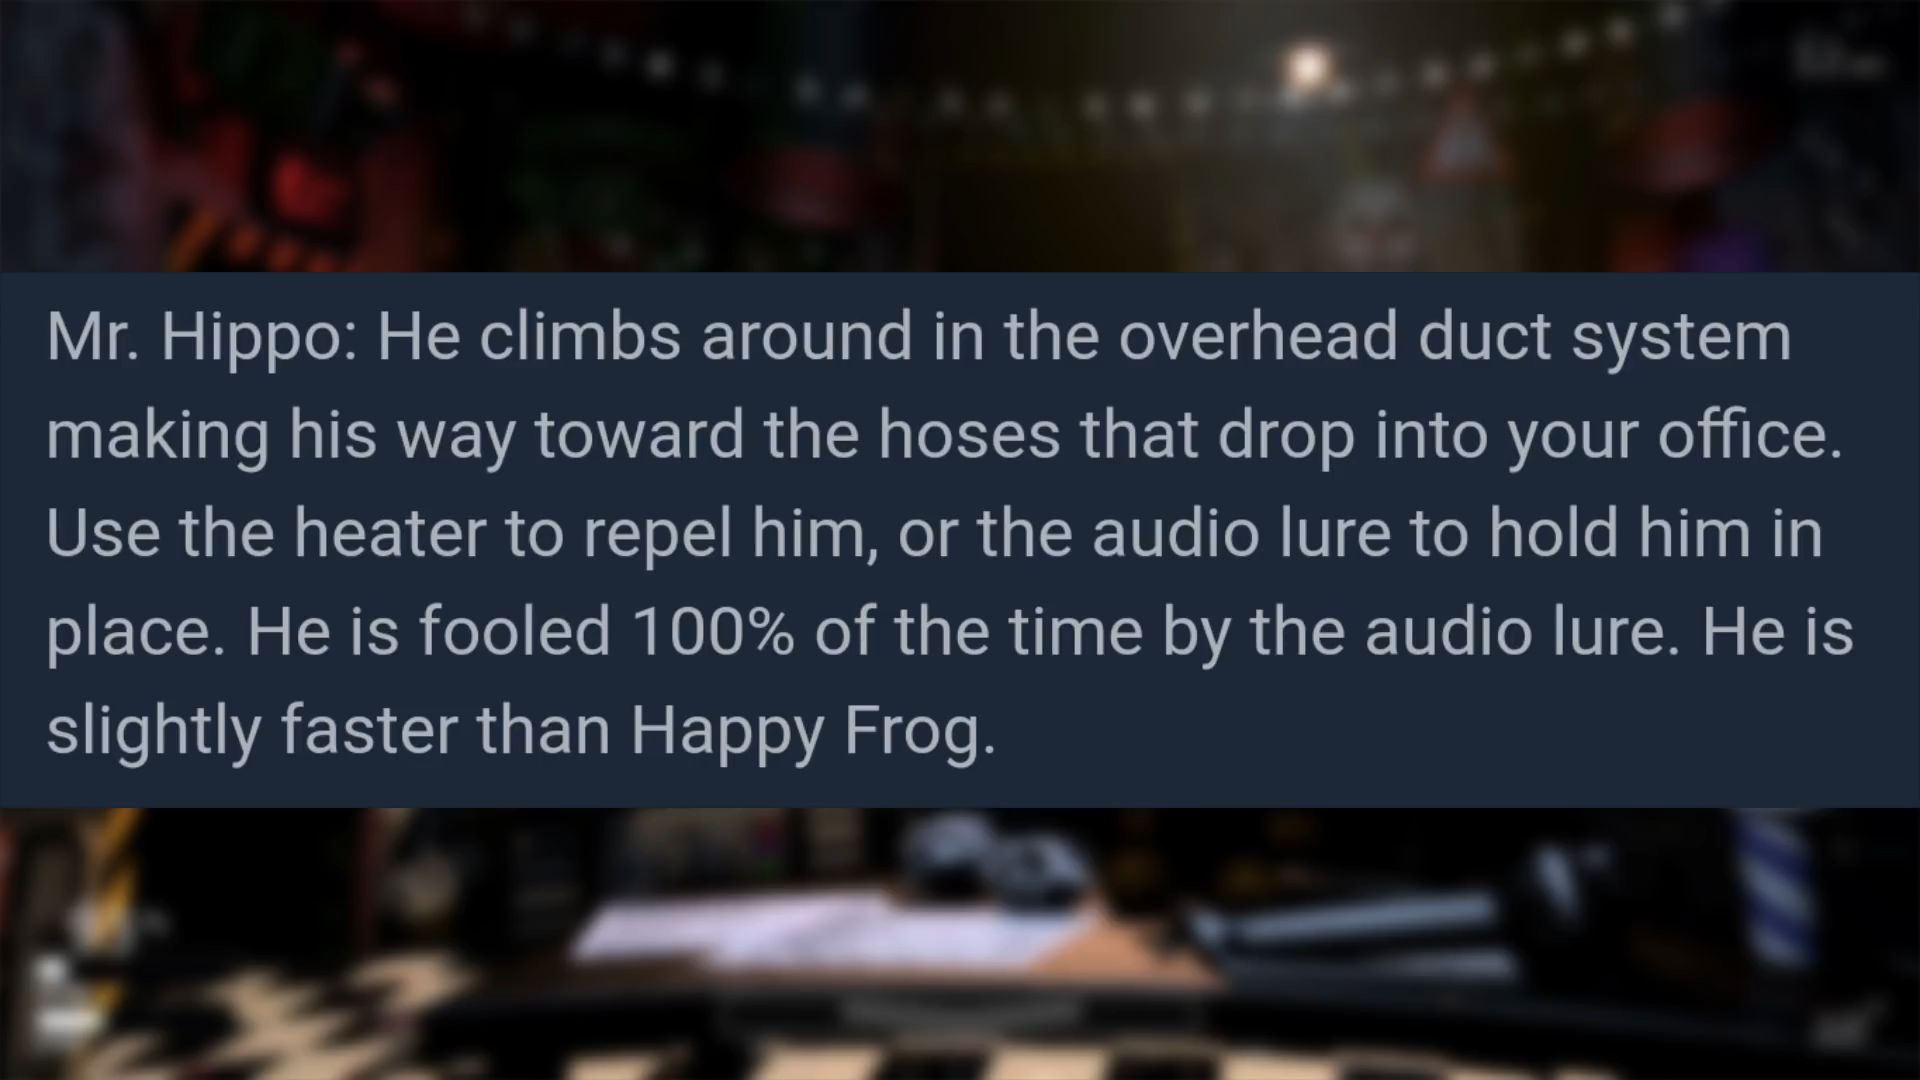 Mr. Hippo: He climbs around in the overhead duct system
making his way toward the hoses that drop into your office.
Use the heater to repel him, or the audio lure to hold him in
place. He is fooled 100% of the time by the audio lure. He is
slightly faster than Happy Frog.